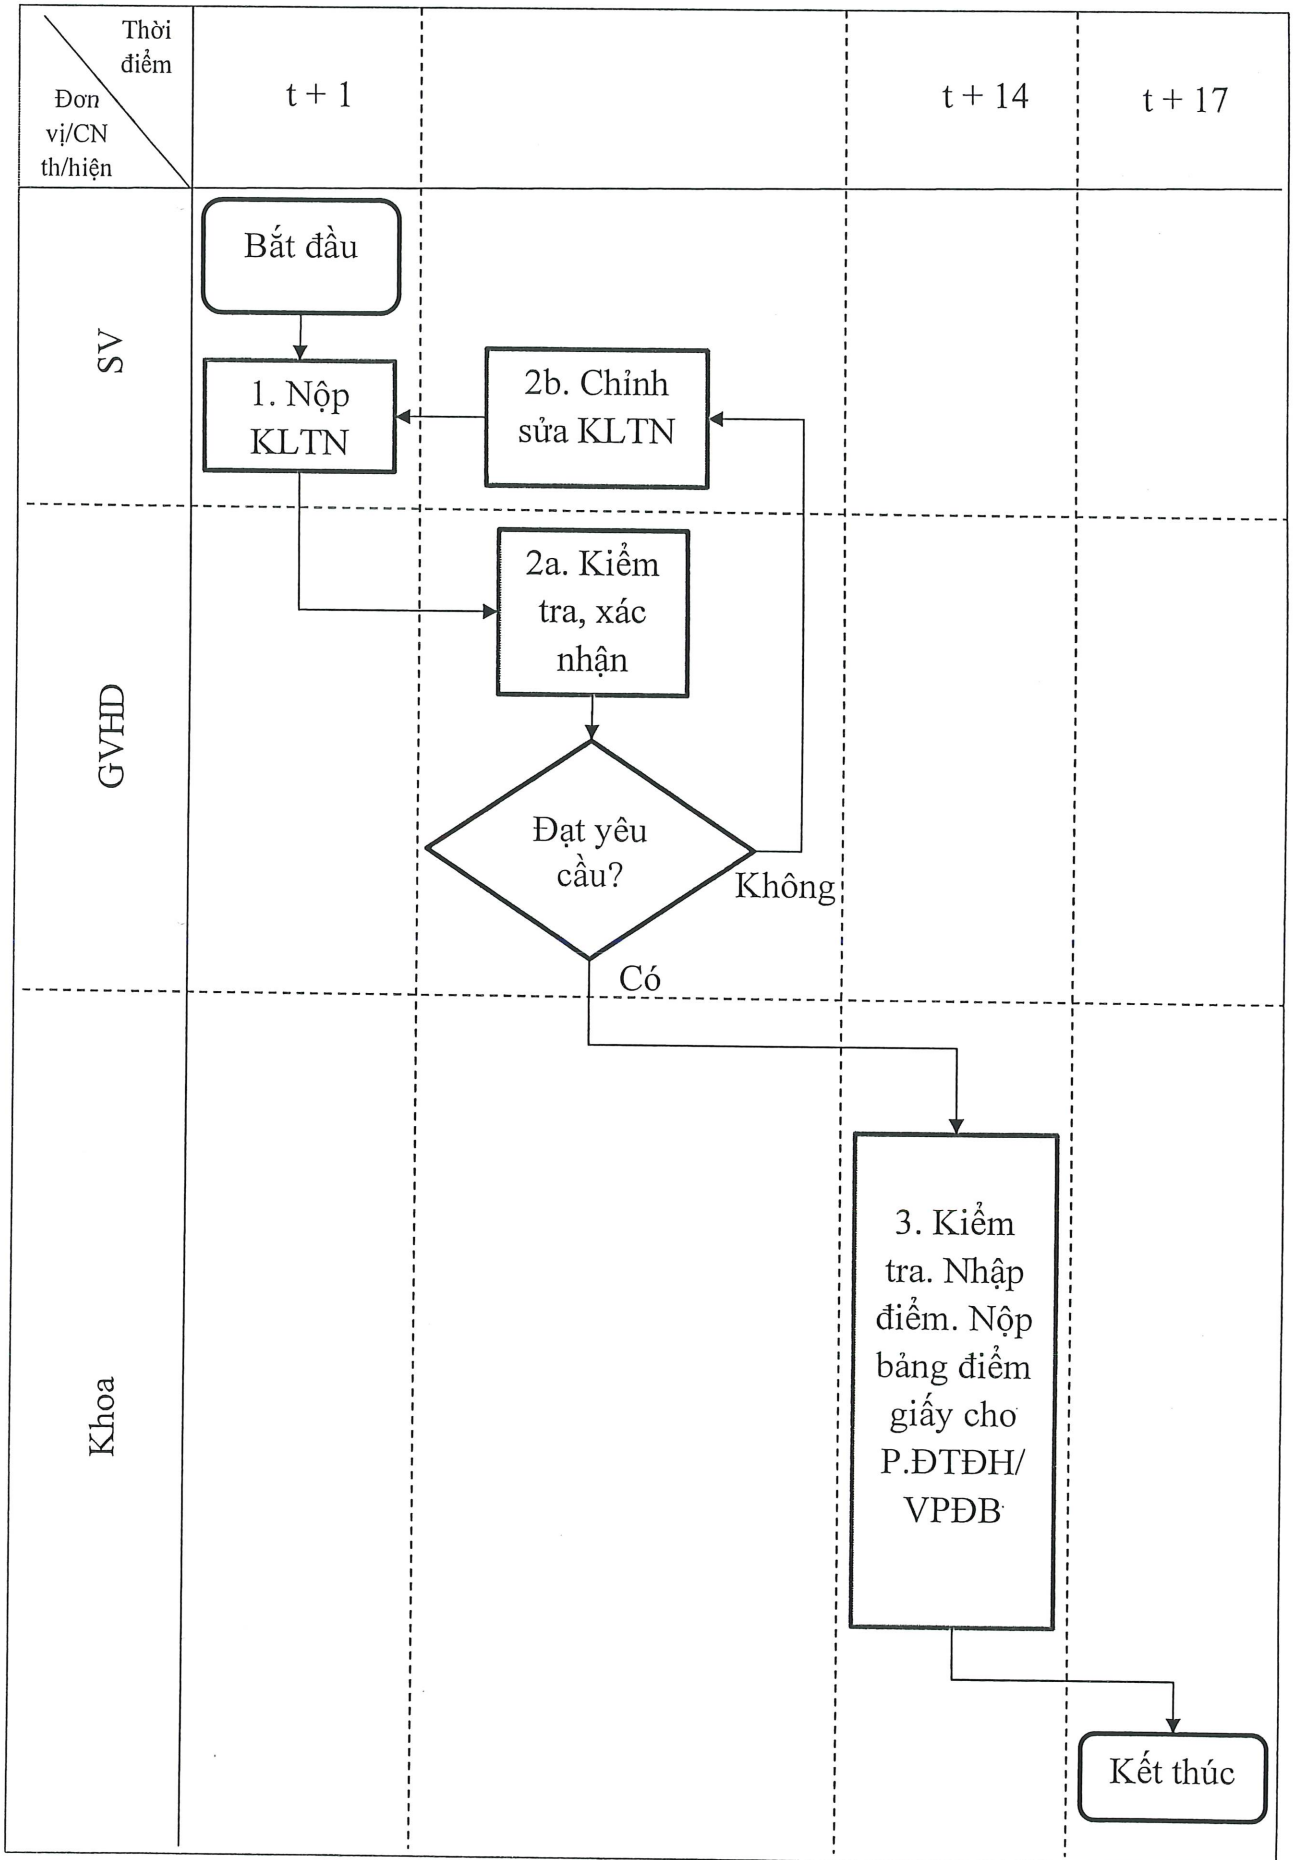 Thời
điểm
Đơn
vị/CN
th/hiện
t + 1
t + 14
t + 17
SV
Bắt đầu
1. Nộp
KLTN
2b. Chỉnh
sửa KLTN
GVHD
2a. Kiểm
tra, xác
nhận
Đạt yêu
cầu?
Không
Có
Khoa
3. Kiểm
tra. Nhập
điểm. Nộp
bảng điểm
giấy cho
P.ĐTĐH/
VPĐB
Kết thúc